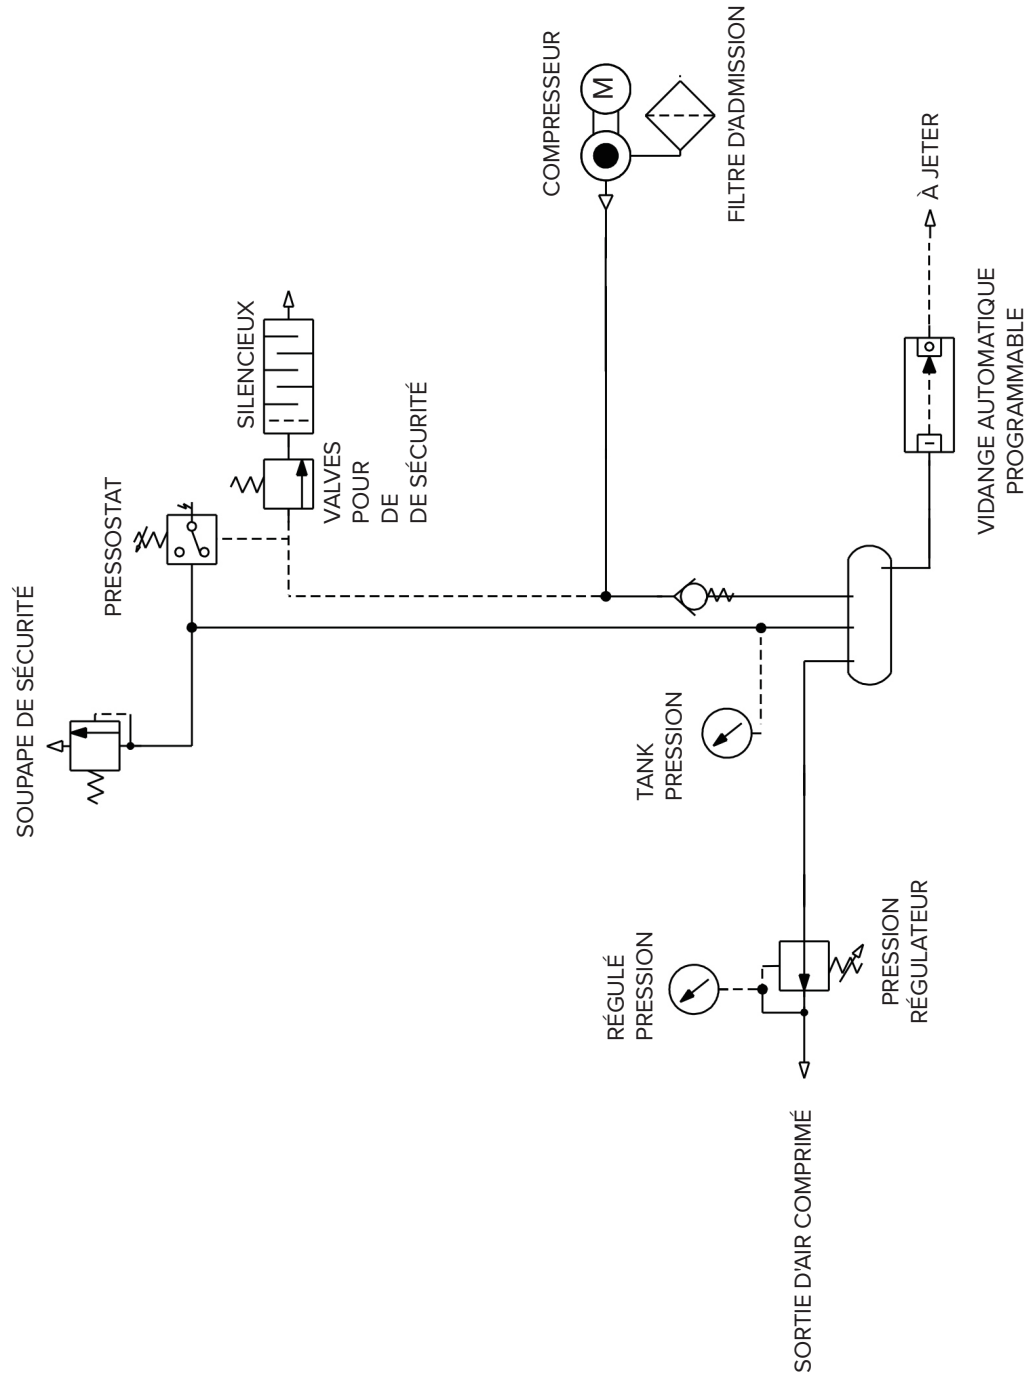 SOUPAPE DE SÉCURITÉ
PRESSOSTAT
SILENCIEUX
VALVES
POUR
DE
DE SÉCURITÉ
COMPRESSEUR
M
FILTRE D'ADMISSION
À JETER
VIDANGE AUTOMATIQUE
PROGRAMMABLE
I
O
TANK
PRESSION
RÉGULÉ
PRESSION
PRESSION
RÉGULATEUR
SORTIE D'AIR COMPRIMÉ